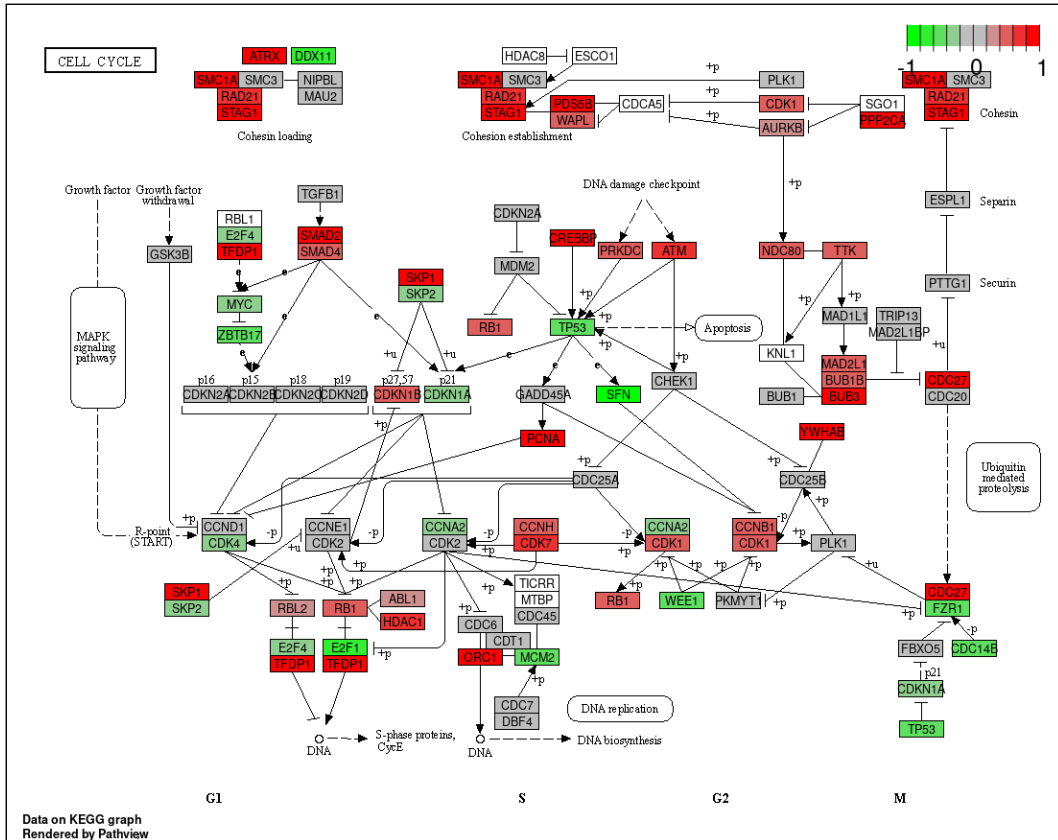 CELL CYCLE
ATRX DDX11
SMC1A SMC3 NIPBL
RAD21 MAU2
STAG1
Cohesin loading
HDAC8 ESCO1
SMC1A SMC3
RAD21
STAG1
PDS5B CDCA5
WAPL
Cohesion establishment
+p
PLK1
+p
CDK1
+p
AURKB
SGO1
PPP2CA
-1 0 1
SMC1A SMC3
RAD21
STAG1
Cohesin
Growth factor
Growth factor
withdrawal
TGFB1
RBL1
E2F4
TFDP1
GSK3B
SMAD2
SMAD4
e
e
MYC
ZBTB17
e
e
e
SKP1
SKP2
+u
+u
MAPK
signaling
pathway
CDKN2A
MDM2
RB1
DNA damage checkpoint
CREBBP
PRKDC
ATM
+p
+p
+p
+p
+p
TP53
Apoptosis
e
e
e
+p
NDC80 TTK
+p
+p
MAD1L1
TRIP13
MAD2L1BP
KNL1
MAD2L1
BUB1B
BUB3
BUB1
ESPL1
Separin
PTTG1
Securin
+u
CDC27
CDC20
p16 p15 p18 p19 p27,57 p21
CDKN2A CDKN2B CDKN2C CDKN2D CDKN1B CDKN1A
GADD45A SFN CHEK1
+p
PCNA
+p
+p
YWHAB
CDC25A
CDC25B
+p
-p
Ubiquitin
mediated
proteolysis
R-point
(START)
+p
CCND1
CDK4
-p
CCNE1
CDK2
+u
-p
CCNA2
CDK2
-p
+p
CCNH
CDK7
-p
+p
CCNA2
CDK1
CCNB1
CDK1
+p
PLK1
+u
SKP1
SKP2
+p
+p
+p
+p
RBL2
RB1
ABL1
HDAC1
+p
+p
TICRR
MTBP
CDC45
CDC6
CDT1
ORC1 MCM2
+p
+p
RB1
WEE1
+p
+p
PKMYT1
+p
+p
CDC27
FZR1
FBXO5
-p
CDC14B
p21
CDKN1A
TP53
E2F4
TFDP1
E2F1
TFDP1
+p
CDC7
DBF4
DNA replication
DNA
S-phase proteins,
CycE
DNA
DNA biosynthesis
G1 S G2 M
Data on KEGG graph
Rendered by Pathview